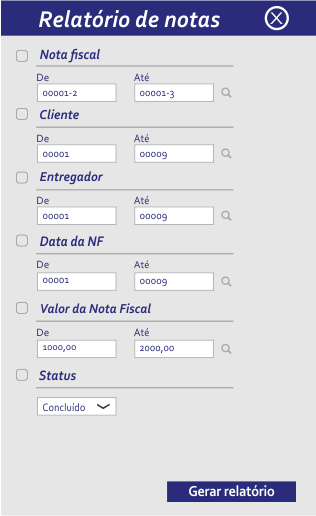 Relatório de notas
Nota fiscal
De Até
00001-2 00001-3
Cliente
De Até
00001 00009
Entregador
De Até
00001 00009
Data da NF
De Até
00001 00009
Valor da Nota Fiscal
De Até
1000,00 2000,00
Status
Concluído
Gerar relatório